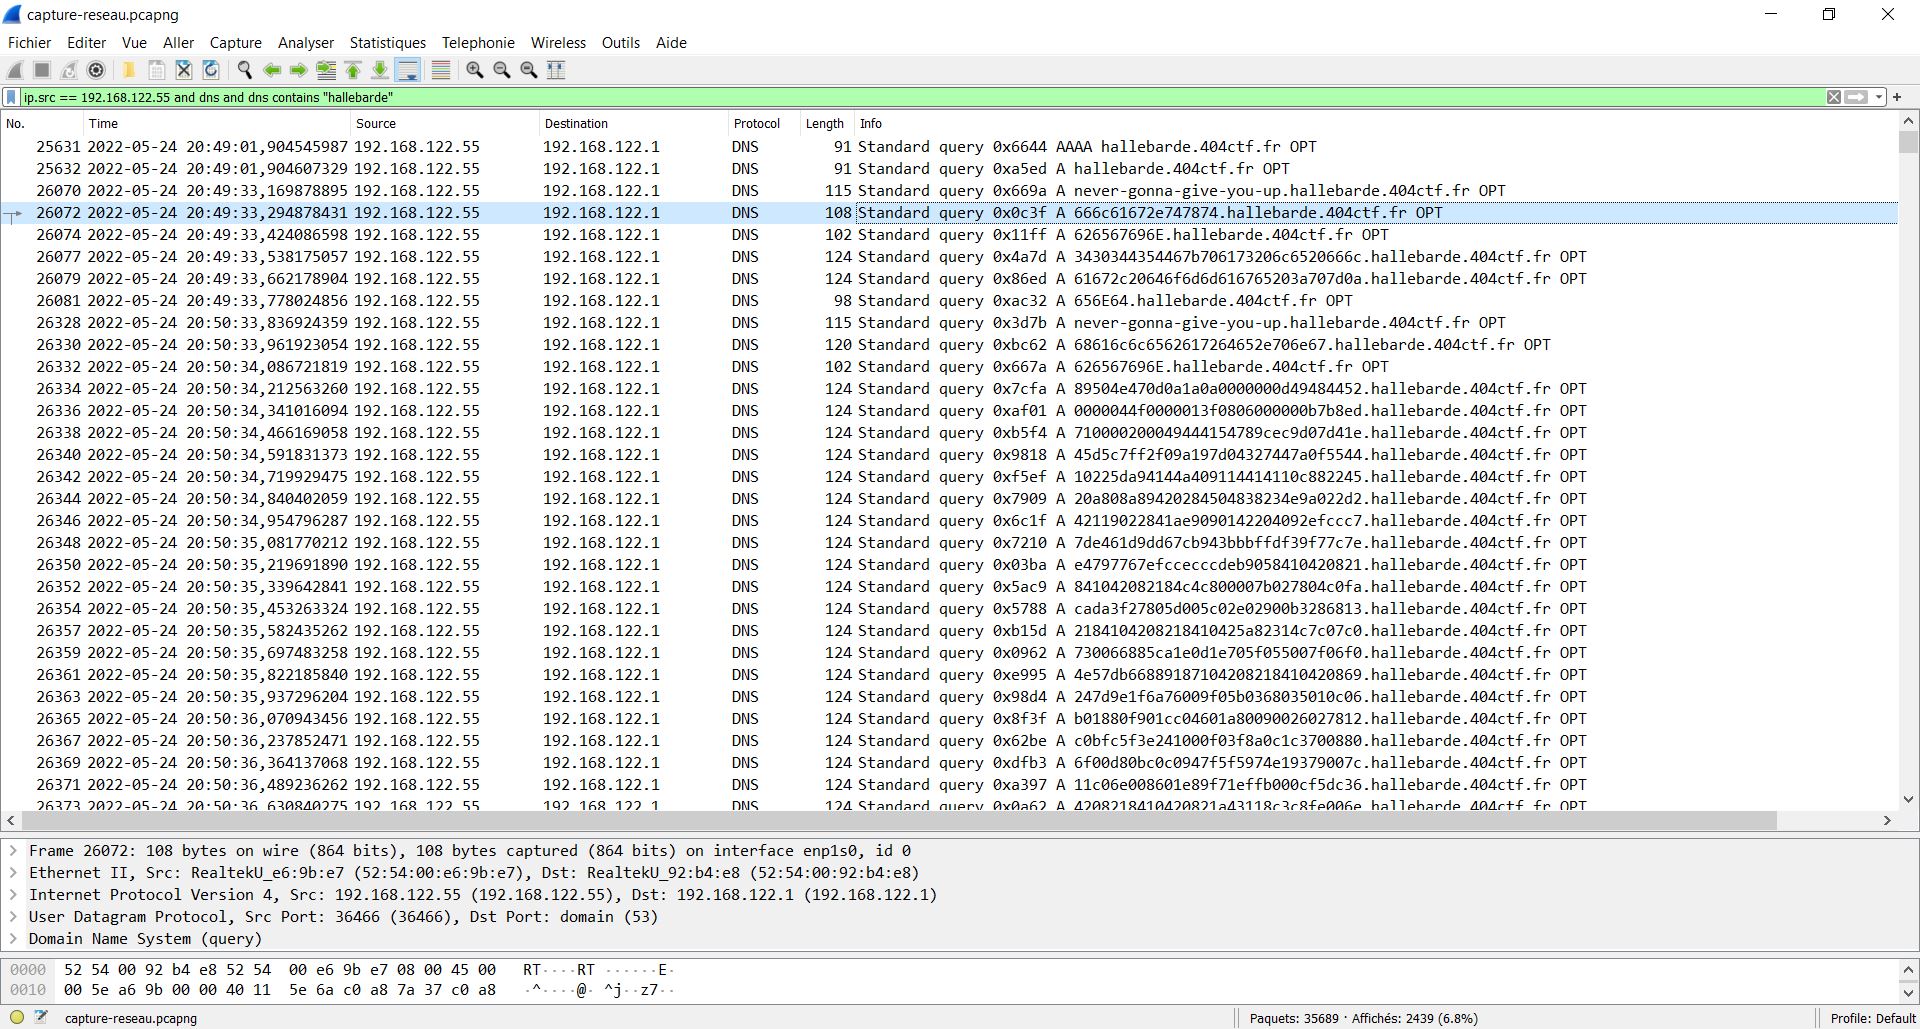 capture-reseau.pcapng
Fichier Editer Vue Aller Capture Analyser Statistiques Telephonie Wireless Outils Aide
ip.src == 192.168.122.55 and dns and dns contains "hallebarde"
No. Time Source Destination Protocol Length Info
25631 2022-05-24 20:49:01,904545987 192.168.122.55 192.168.122.1 DNS 91 Standard query 0x6644 AAAA hallebarde.404ctf.fr OPT
25632 2022-05-24 20:49:01,904607329 192.168.122.55 192.168.122.1 DNS 91 Standard query 0xa5ed A hallebarde.404ctf.fr OPT
26070 2022-05-24 20:49:33,169878895 192.168.122.55 192.168.122.1 DNS 115 Standard query 0x669a A never-gonna-give-you-up.hallebarde.404ctf.fr OPT
26072 2022-05-24 20:49:33,294878431 192.168.122.55 192.168.122.1 DNS 108 Standard query 0x0c3f A 666c61672e747874.hallebarde.404ctf.fr OPT
26074 2022-05-24 20:49:33,424086598 192.168.122.55 192.168.122.1 DNS 102 Standard query 0x11ff A 626567696E.hallebarde.404ctf.fr OPT
26077 2022-05-24 20:49:33,538175057 192.168.122.55 192.168.122.1 DNS 124 Standard query 0x4a7d A 3430344354467b706173206c6520666c.hallebarde.404ctf.fr OPT
26079 2022-05-24 20:49:33,662178904 192.168.122.55 192.168.122.1 DNS 124 Standard query 0x86ed A 61672c20646f6d6d616765203a707d0a.hallebarde.404ctf.fr OPT
26081 2022-05-24 20:49:33,778024856 192.168.122.55 192.168.122.1 DNS 98 Standard query 0xac32 A 656E64.hallebarde.404ctf.fr OPT
26328 2022-05-24 20:50:33,836924359 192.168.122.55 192.168.122.1 DNS 115 Standard query 0x3d7b A never-gonna-give-you-up.hallebarde.404ctf.fr OPT
26330 2022-05-24 20:50:33,961923054 192.168.122.55 192.168.122.1 DNS 120 Standard query 0xbc62 A 68616c6c6562617264652e706e67.hallebarde.404ctf.fr OPT
26332 2022-05-24 20:50:34,086721819 192.168.122.55 192.168.122.1 DNS 102 Standard query 0x667a A 626567696E.hallebarde.404ctf.fr OPT
26334 2022-05-24 20:50:34,212563260 192.168.122.55 192.168.122.1 DNS 124 Standard query 0x7cfa A 89504e470d0a1a0a0000000d49484452.hallebarde.404ctf.fr OPT
26336 2022-05-24 20:50:34,341016094 192.168.122.55 192.168.122.1 DNS 124 Standard query 0xaf01 A 0000044f0000013f0806000000b7b8ed.hallebarde.404ctf.fr OPT
26338 2022-05-24 20:50:34,466169058 192.168.122.55 192.168.122.1 DNS 124 Standard query 0xb5f4 A 710000200049444154789cec9d07d41e.hallebarde.404ctf.fr OPT
26340 2022-05-24 20:50:34,591831373 192.168.122.55 192.168.122.1 DNS 124 Standard query 0x9818 A 45d5c7ff2f09a197d04327447a0f5544.hallebarde.404ctf.fr OPT
26342 2022-05-24 20:50:34,719929475 192.168.122.55 192.168.122.1 DNS 124 Standard query 0xf5ef A 10225da94144a409114414110c882245.hallebarde.404ctf.fr OPT
26344 2022-05-24 20:50:34,840402059 192.168.122.55 192.168.122.1 DNS 124 Standard query 0x7909 A 20a808a89420284504838234e9a022d2.hallebarde.404ctf.fr OPT
26346 2022-05-24 20:50:34,954796287 192.168.122.55 192.168.122.1 DNS 124 Standard query 0x6c1f A 42119022841ae9090142204092efccc7.hallebarde.404ctf.fr OPT
26348 2022-05-24 20:50:35,081770212 192.168.122.55 192.168.122.1 DNS 124 Standard query 0x7210 A 7de461d9dd67cb943bbbffdf39f77c7e.hallebarde.404ctf.fr OPT
26350 2022-05-24 20:50:35,219691890 192.168.122.55 192.168.122.1 DNS 124 Standard query 0x03ba A e4797767efccecccdeb9058410420821.hallebarde.404ctf.fr OPT
26352 2022-05-24 20:50:35,339642841 192.168.122.55 192.168.122.1 DNS 124 Standard query 0x5ac9 A 841042082184c4c800007b027804c0fa.hallebarde.404ctf.fr OPT
26354 2022-05-24 20:50:35,453263324 192.168.122.55 192.168.122.1 DNS 124 Standard query 0x5788 A cada3f27805d005c02e02900b3286813.hallebarde.404ctf.fr OPT
26357 2022-05-24 20:50:35,582435262 192.168.122.55 192.168.122.1 DNS 124 Standard query 0xb15d A 2184104208218410425a82314c7c07c0.hallebarde.404ctf.fr OPT
26359 2022-05-24 20:50:35,697483258 192.168.122.55 192.168.122.1 DNS 124 Standard query 0x0962 A 730066885ca1e0d1e705f055007f06f0.hallebarde.404ctf.fr OPT
26361 2022-05-24 20:50:35,822185840 192.168.122.55 192.168.122.1 DNS 124 Standard query 0xe995 A 4e57db66889187104208218410420869.hallebarde.404ctf.fr OPT
26363 2022-05-24 20:50:35,937296204 192.168.122.55 192.168.122.1 DNS 124 Standard query 0x98d4 A 247d9e1f6a76009f05b0368035010c06.hallebarde.404ctf.fr OPT
26365 2022-05-24 20:50:36,070943456 192.168.122.55 192.168.122.1 DNS 124 Standard query 0x8f3f A b01880f901cc04601a80090026027812.hallebarde.404ctf.fr OPT
26367 2022-05-24 20:50:36,237852471 192.168.122.55 192.168.122.1 DNS 124 Standard query 0x62be A c0bfc5f3e241000f03f8a0c1c3700880.hallebarde.404ctf.fr OPT
26369 2022-05-24 20:50:36,364137068 192.168.122.55 192.168.122.1 DNS 124 Standard query 0xdfb3 A 6f00d80bc0c0947f5f5974e19379007c.hallebarde.404ctf.fr OPT
26371 2022-05-24 20:50:36,489236262 192.168.122.55 192.168.122.1 DNS 124 Standard query 0xa397 A 11c06e008601e89f71effb000cf5dc36.hallebarde.404ctf.fr OPT
26373 2022-05-24 20:50:36,630840275 192.168.122.55 192.168.122.1 DNS 124 Standard query 0x0a62 A 4208218410420821a43118c3c8fe006e.hallebarde.404ctf.fr OPT
Frame 26072: 108 bytes on wire (864 bits), 108 bytes captured (864 bits) on interface enp1s0, id 0
Ethernet II, Src: RealtekU_e6:9b:e7 (52:54:00:e6:9b:e7), Dst: RealtekU_92:b4:e8 (52:54:00:92:b4:e8)
Internet Protocol Version 4, Src: 192.168.122.55 (192.168.122.55), Dst: 192.168.122.1 (192.168.122.1)
User Datagram Protocol, Src Port: 36466 (36466), Dst Port: domain (53)
Domain Name System (query)
0000 52 54 00 92 b4 e8 52 54 00 e6 9b e7 08 00 45 00 RT····RT ······E·
0010 00 5e a6 9b 00 00 40 11 5e 6a c0 a8 7a 37 c0 a8 ·^····@· ^j··z7··
capture-reseau.pcapng
Paquets: 35689 · Affichés: 2439 (6.8%)
Profile: Default